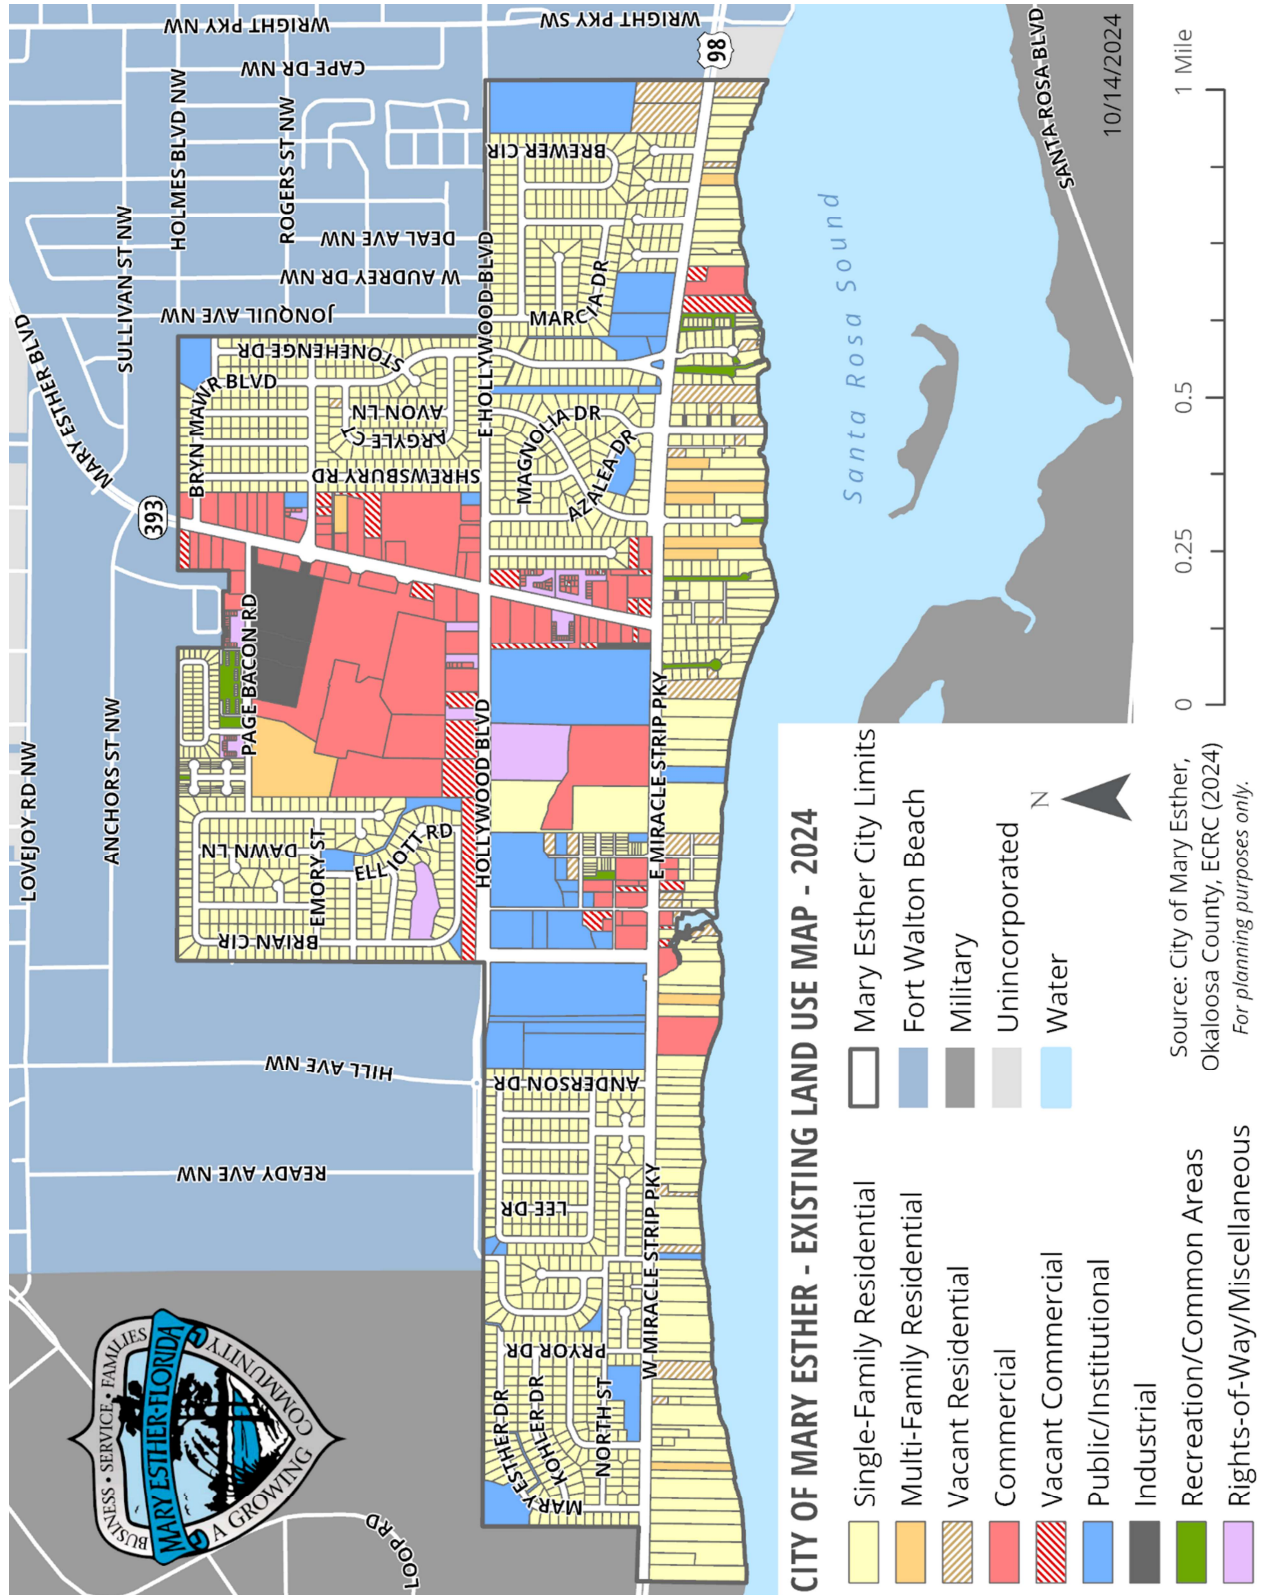 CITY OF MARY ESTHER - EXISTING LAND USE MAP - 2024
Single-Family Residential
Multi-Family Residential
Vacant Residential
Commercial
Vacant Commercial
Public/Institutional
Industrial
Recreation/Common Areas
Rights-of-Way/Miscellaneous
Mary Esther City Limits
Fort Walton Beach
Military
Unincorporated
Water
N
Source: City of Mary Esther,
Okaloosa County, ECRC (2024)
For planning purposes only.
0
0.25
0.5
1 Mile
10/14/2024
BUSINESS • SERVICE • FAMILIES
MARY ESTHER•FLORIDA
A GROWING COMMUNITY
LOOP RD
LOVEJOY RD NW
ANCHORS ST NW
READY AVE NW
HILL AVE NW
MARY ESTHER BLVD
SULLIVAN ST NW
HOLMES BLVD NW
ROGERS ST NW
WRIGHT PKY NW
WRIGHT PKY NW
WRIGHT PKY SW
WRIGHT PKY SW
CAPE DR NW
DEAL AVE NW
W AUDREY DR NW
JONQUIL AVE NW
393
98
BRYN MAWR BLVD
STONEHENGE DR
AVON LN
ARGYLE CT
SHREWSBURY RD
PAGE BACON RD
DAWN LN
EMORY ST
ELLIOTT RD
BRIAN CIR
HOLLYWOOD BLVD
E HOLLYWOOD BLVD
BREWER CIR
MARCIA DR
MAGNOLIA DR
AZALEA DR
E MIRACLE STRIP PKY
W MIRACLE STRIP PKY
ANDERSON DR
LEE DR
PRYOR DR
NORTH ST
KOHLER DR
MARY ESTHER DR
MARY
Santa Rosa Sound
SANTA ROSA BLVD